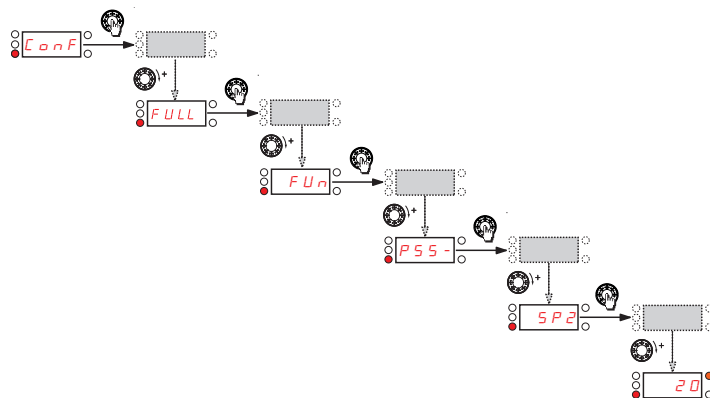 ConF
+
FULL
+
FUn
+
PSS-
+
SP2
+
20